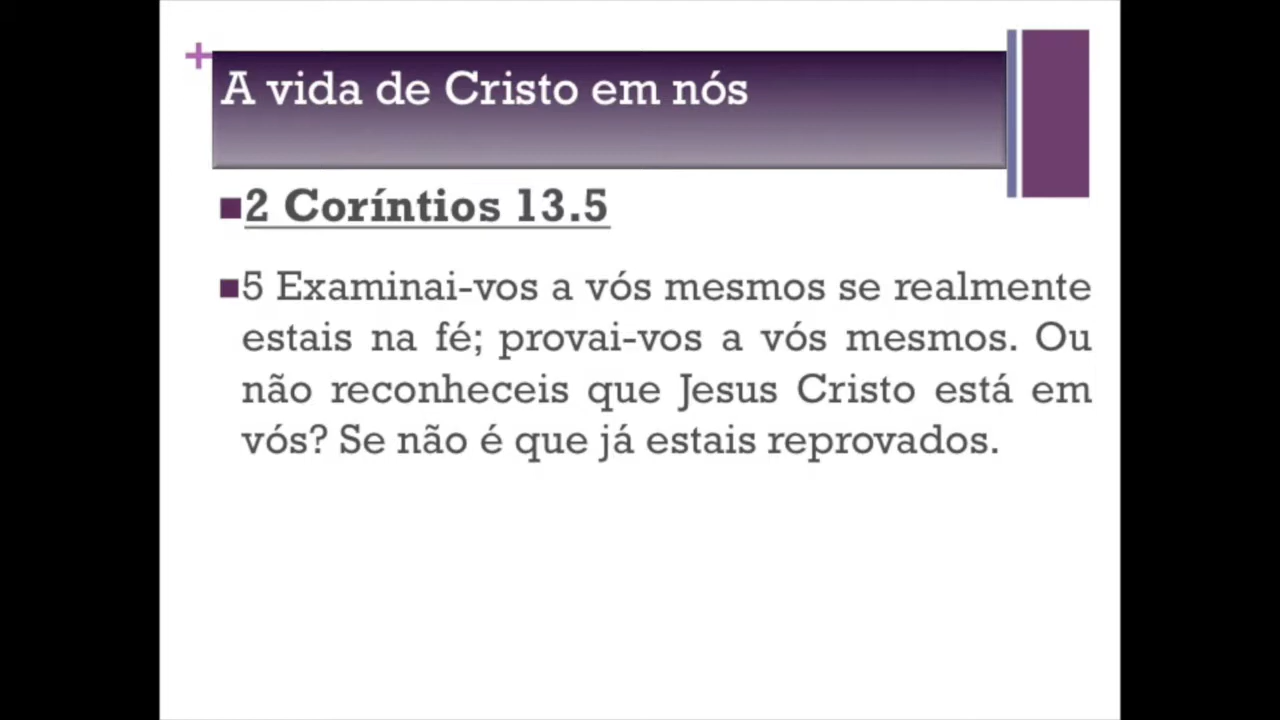 A vida de Cristo em nós
2 Coríntios 13.5
5 Examinai-vos a vós mesmos se realmente
estais na fé; provai-vos a vós mesmos. Ou
não reconheceis que Jesus Cristo está em
vós? Se não é que já estais reprovados.